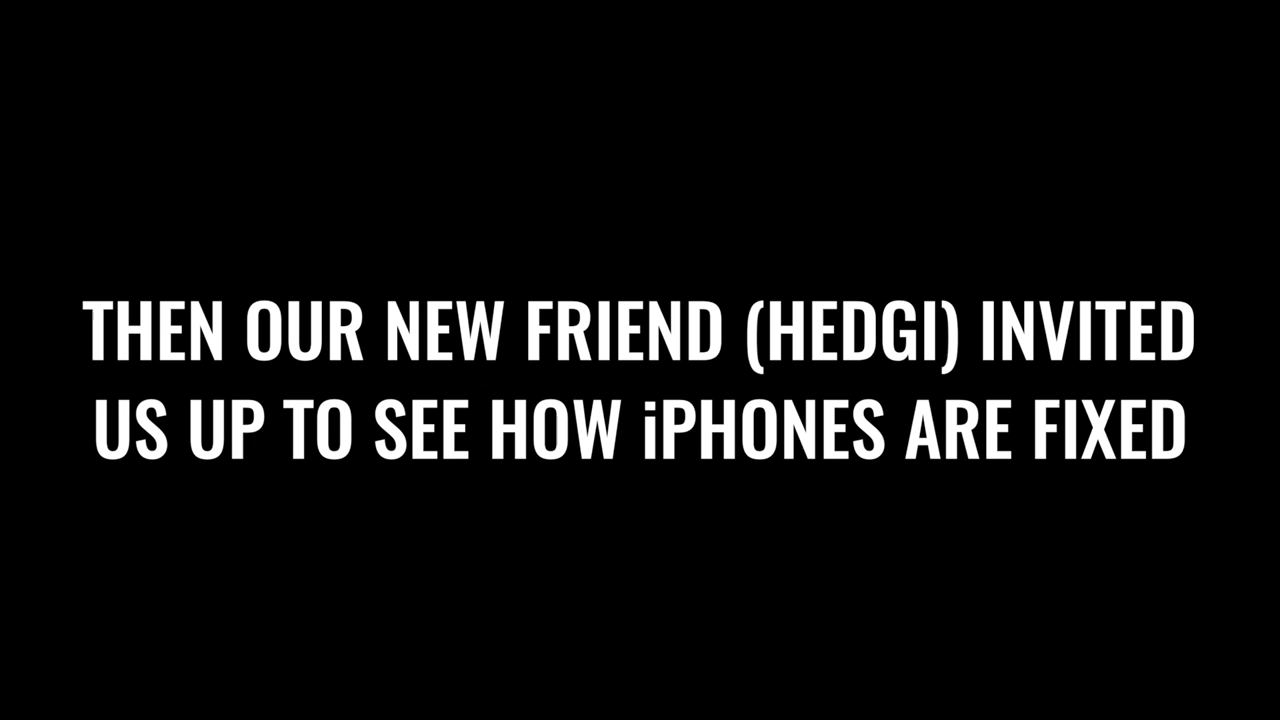 THEN OUR NEW FRIEND (HEDGI) INVITED
US UP TO SEE HOW iPHONES ARE FIXED